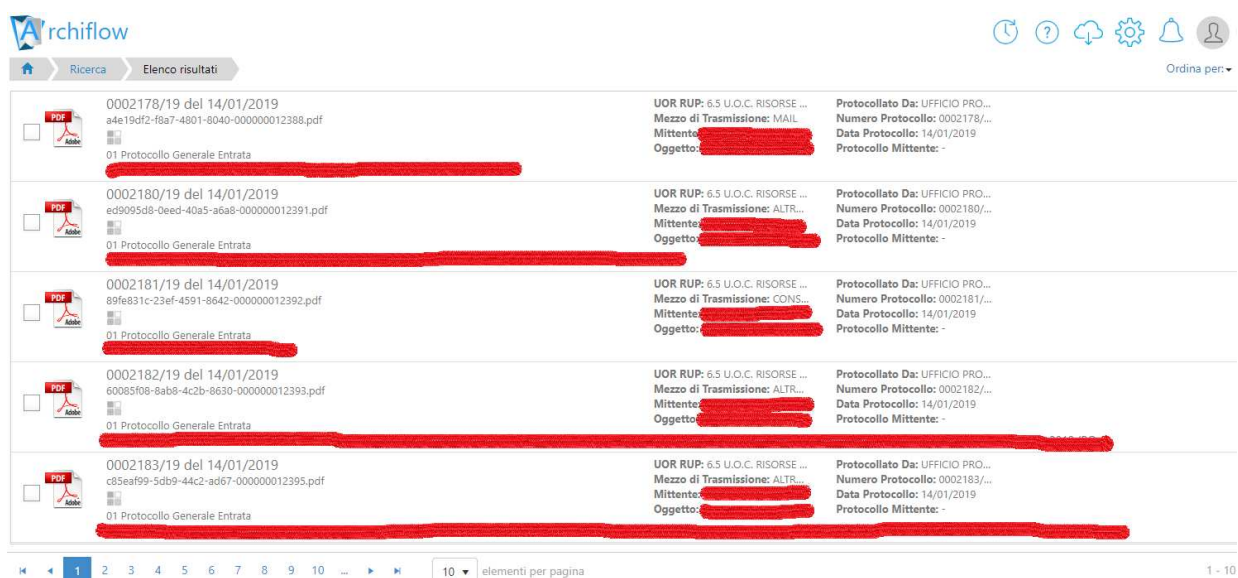 Archiflow
Ricerca Elenco risultati Ordina per:
0002178/19 del 14/01/2019
a4e19df2-f8a7-4801-8040-000000012388.pdf
01 Protocollo Generale Entrata
UOR RUP: 6.5 U.O.C. RISORSE ...
Mezzo di Trasmissione: MAIL
Mittente
Oggetto:
Protocollato Da: UFFICIO PRO...
Numero Protocollo: 0002178/...
Data Protocollo: 14/01/2019
Protocollo Mittente: -
PDF
Adobe
0002180/19 del 14/01/2019
ed9095d8-0eed-40a5-a6a8-000000012391.pdf
01 Protocollo Generale Entrata
UOR RUP: 6.5 U.O.C. RISORSE ...
Mezzo di Trasmissione: ALTR...
Mittente:
Oggetto:
Protocollato Da: UFFICIO PRO...
Numero Protocollo: 0002180/...
Data Protocollo: 14/01/2019
Protocollo Mittente: -
PDF
Adobe
0002181/19 del 14/01/2019
89fe831c-23ef-4591-8642-000000012392.pdf
01 Protocollo Generale Entrata
UOR RUP: 6.5 U.O.C. RISORSE ...
Mezzo di Trasmissione: CONS...
Mittente:
Oggetto:
Protocollato Da: UFFICIO PRO...
Numero Protocollo: 0002181/...
Data Protocollo: 14/01/2019
Protocollo Mittente: -
PDF
Adobe
0002182/19 del 14/01/2019
60085f08-8ab8-4c2b-8630-000000012393.pdf
01 Protocollo Generale Entrata
UOR RUP: 6.5 U.O.C. RISORSE ...
Mezzo di Trasmissione: ALTR...
Mittente:
Oggetto
Protocollato Da: UFFICIO PRO...
Numero Protocollo: 0002182/...
Data Protocollo: 14/01/2019
Protocollo Mittente: -
PDF
Adobe
0002183/19 del 14/01/2019
c85eaf99-5db9-44c2-ad67-000000012395.pdf
01 Protocollo Generale Entrata
UOR RUP: 6.5 U.O.C. RISORSE ...
Mezzo di Trasmissione: ALTR...
Mittente:
Oggetto:
Protocollato Da: UFFICIO PRO...
Numero Protocollo: 0002183/...
Data Protocollo: 14/01/2019
Protocollo Mittente: -
PDF
Adobe
1 2 3 4 5 6 7 8 9 10 ... 10 elementi per pagina 1 - 10